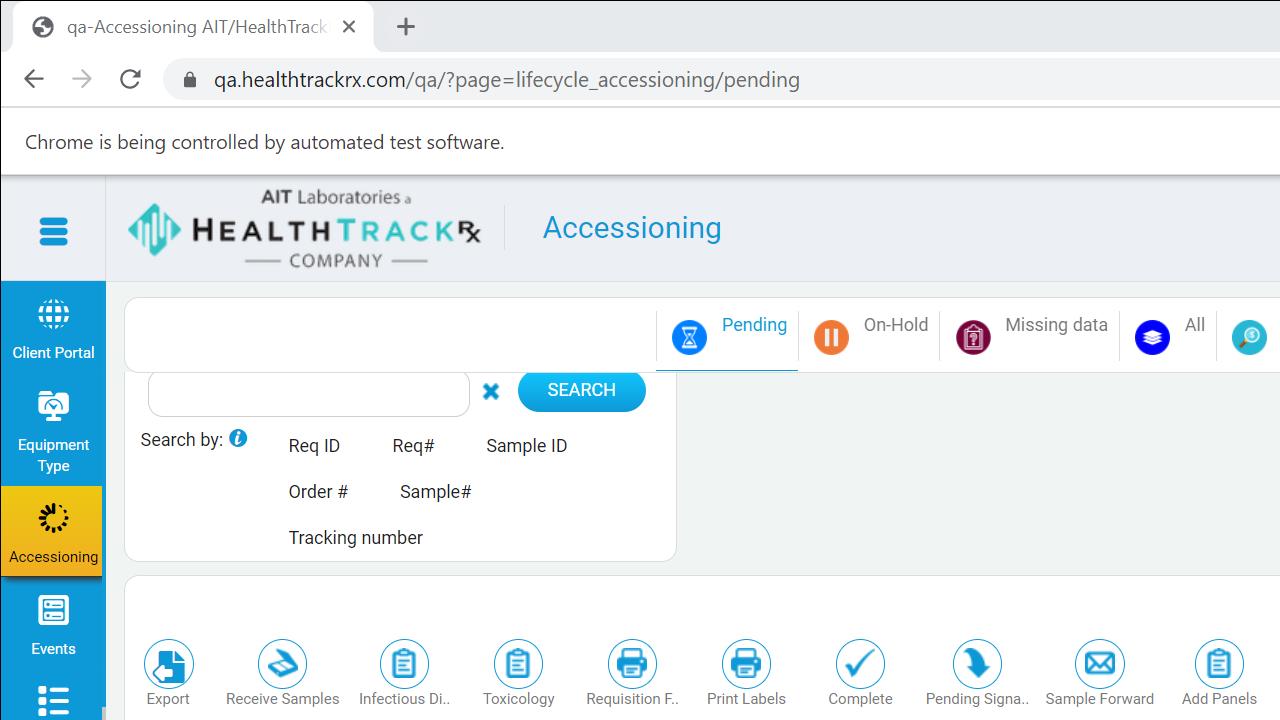 qa-Accessioning AIT/HealthTrack
qa.healthtrackrx.com/qa/?page=lifecycle_accessioning/pending
Chrome is being controlled by automated test software.
AIT Laboratories a
HEALTHTRACKRx
COMPANY
Accessioning
Client Portal
Equipment
Type
Accessioning
Events
Pending
On-Hold
Missing data
All
SEARCH
Search by:
Req ID
Req#
Sample ID
Order #
Sample#
Tracking number
Export
Receive Samples
Infectious Di..
Toxicology
Requisition F..
Print Labels
Complete
Pending Signa..
Sample Forward
Add Panels